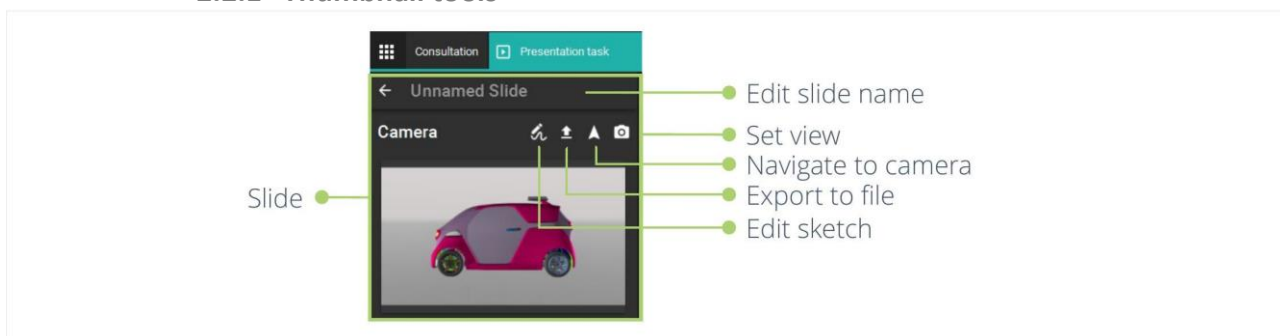 Consultation
Presentation task
Unnamed Slide
Camera
Edit slide name
Set view
Navigate to camera
Export to file
Edit sketch
Slide